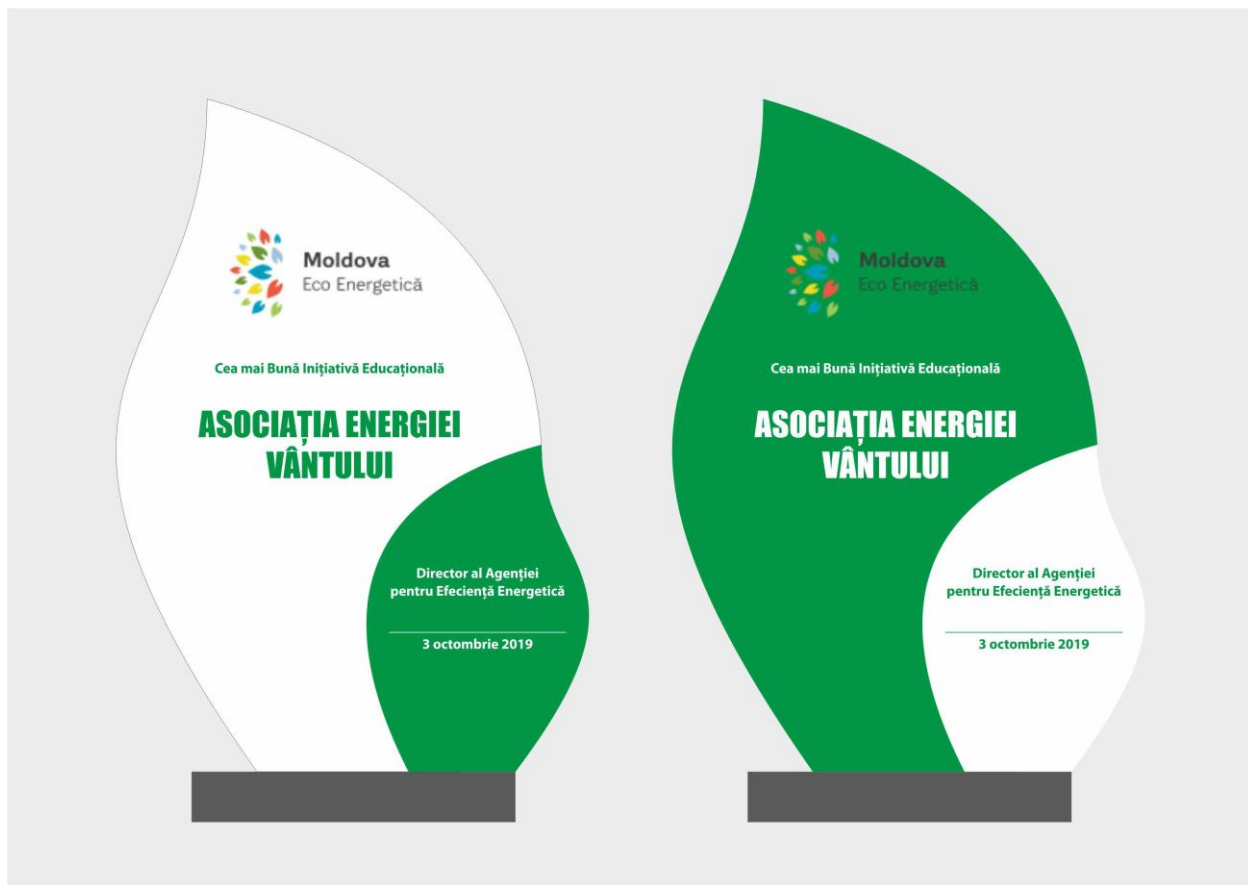 Moldova
Eco Energetică
Cea mai Bună Inițiativă Educațională
ASOCIAȚIA ENERGIEI
VÂNTULUI
Director al Agenției
pentru Efeciență Energetică
3 octombrie 2019
Moldova
Eco Energetică
Cea mai Bună Inițiativă Educațională
ASOCIAȚIA ENERGIEI
VÂNTULUI
Director al Agenției
pentru Efeciență Energetică
3 octombrie 2019